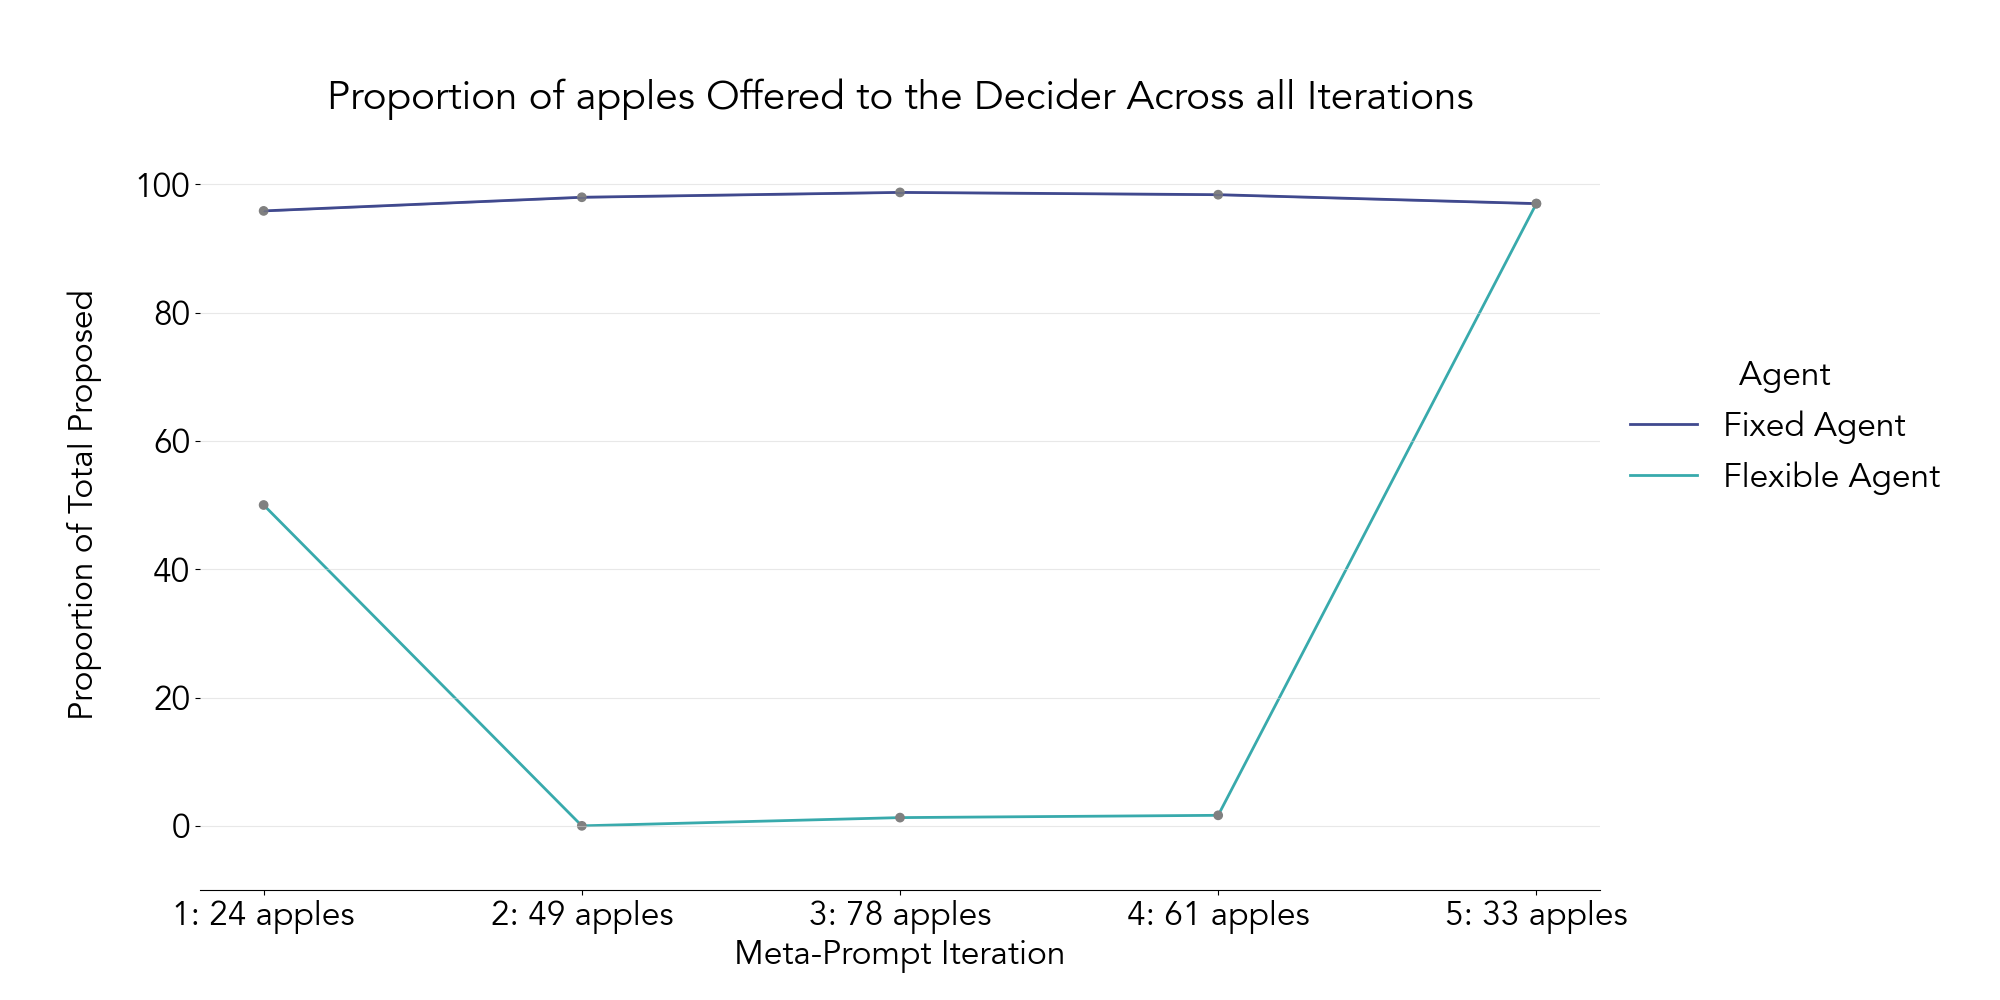 Proportion of apples Offered to the Decider Across all Iterations
Proportion of Total Proposed
100
80
60
40
20
0
1: 24 apples
2: 49 apples
3: 78 apples
4: 61 apples
5: 33 apples
Meta-Prompt Iteration
Agent
Fixed Agent
Flexible Agent